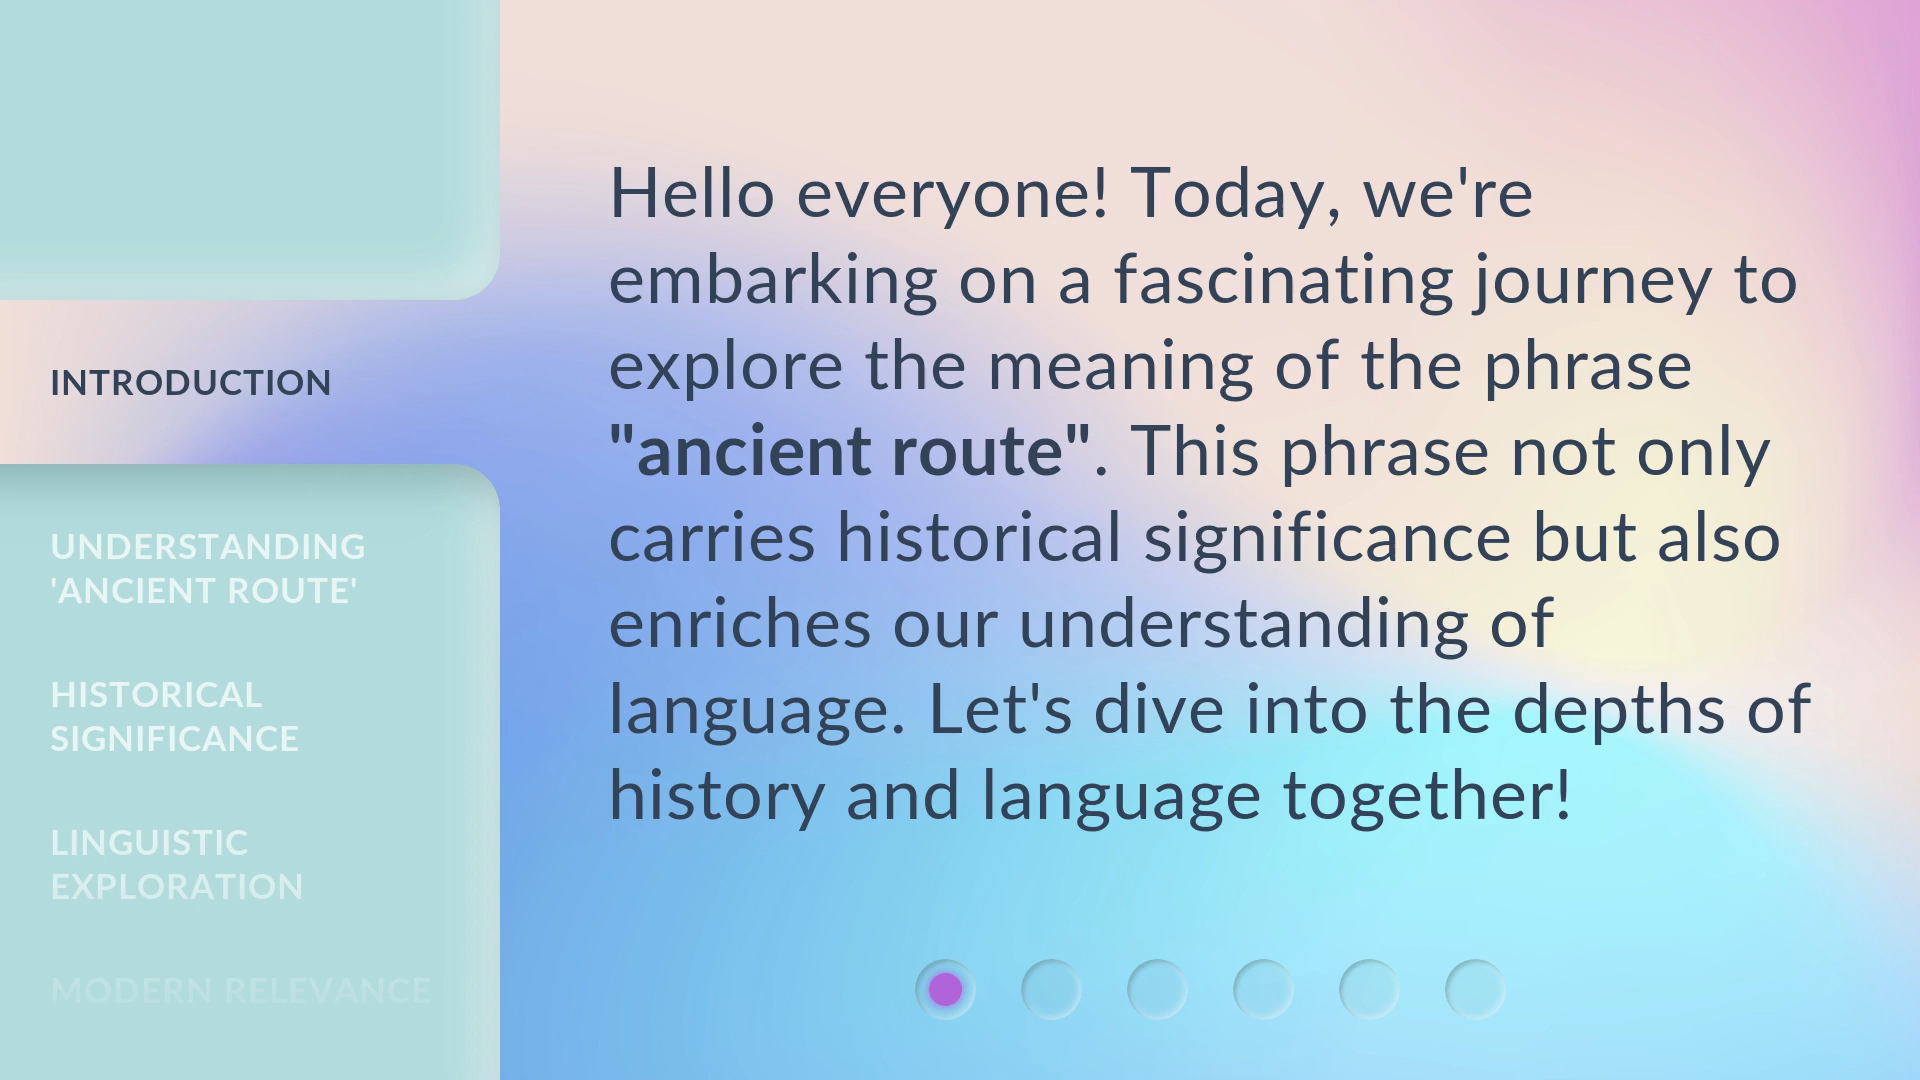 INTRODUCTION
UNDERSTANDING
'ANCIENT ROUTE'
HISTORICAL
SIGNIFICANCE
LINGUISTIC
EXPLORATION
MODERN RELEVANCE
Hello everyone! Today, we're
embarking on a fascinating journey to
explore the meaning of the phrase
"ancient route". This phrase not only
carries historical significance but also
enriches our understanding of
language. Let's dive into the depths of
history and language together!